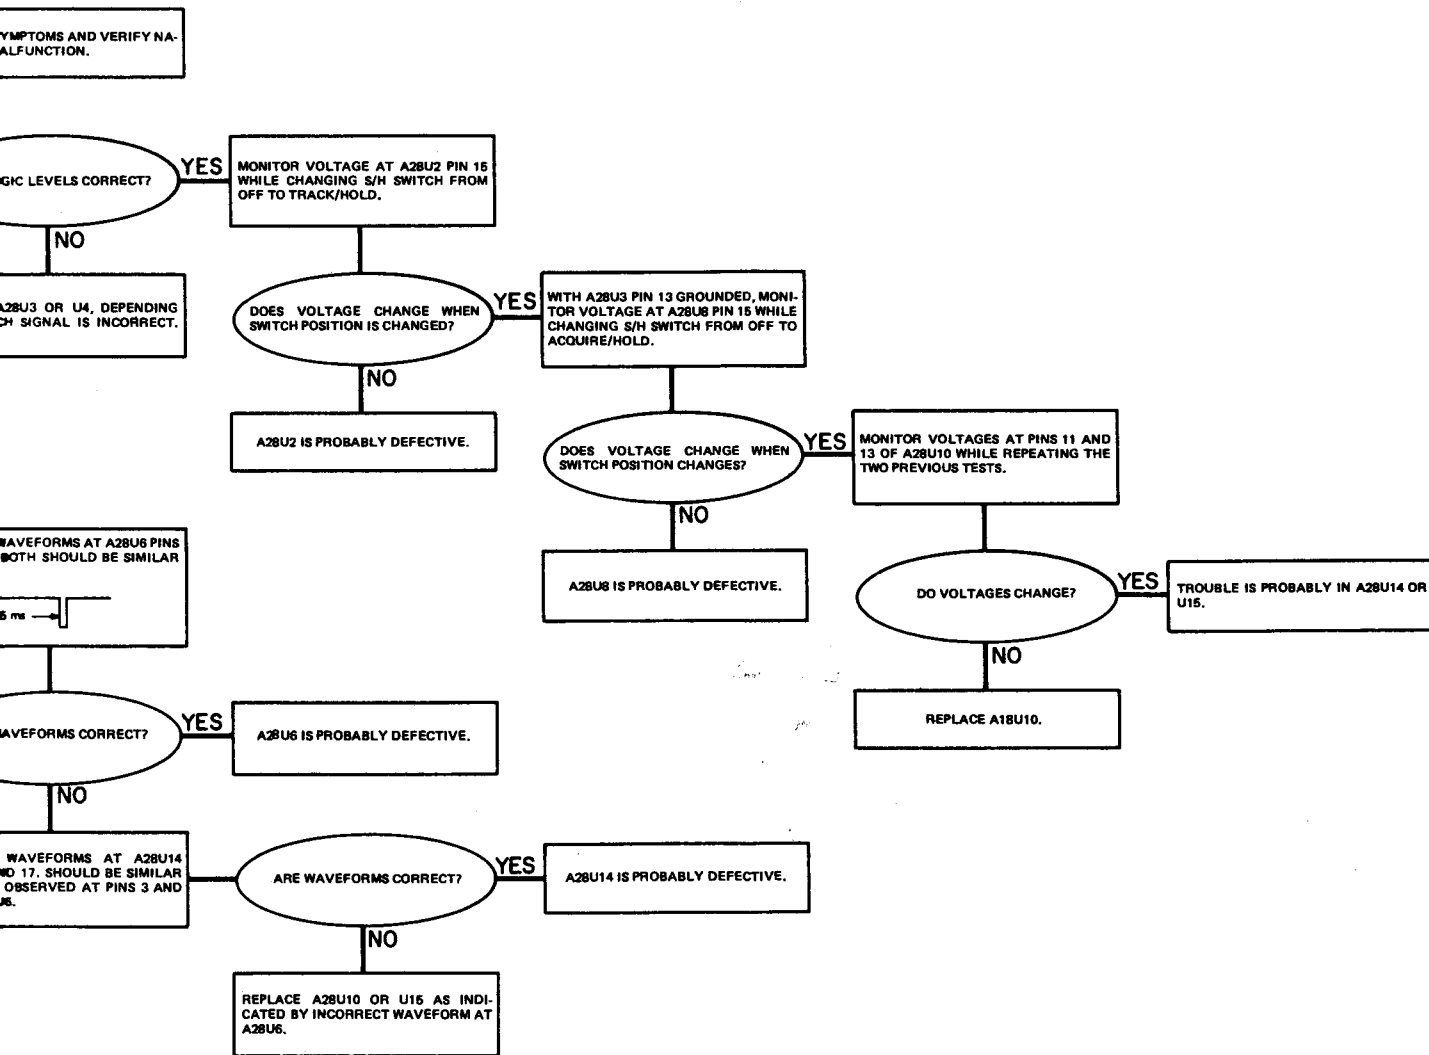 YMPTOMS AND VERIFY NA-
ALFUNCTION.
GIC LEVELS CORRECT?
YES
NO
MONITOR VOLTAGE AT A28U2 PIN 15
WHILE CHANGING S/H SWITCH FROM
OFF TO TRACK/HOLD.
A28U3 OR U4, DEPENDING
CH SIGNAL IS INCORRECT.
DOES VOLTAGE CHANGE WHEN
SWITCH POSITION IS CHANGED?
YES
NO
WITH A28U3 PIN 13 GROUNDED, MONI-
TOR VOLTAGE AT A28U8 PIN 15 WHILE
CHANGING S/H SWITCH FROM OFF TO
ACQUIRE/HOLD.
A28U2 IS PROBABLY DEFECTIVE.
DOES VOLTAGE CHANGE WHEN
SWITCH POSITION CHANGES?
YES
NO
MONITOR VOLTAGES AT PINS 11 AND
13 OF A28U10 WHILE REPEATING THE
TWO PREVIOUS TESTS.
A28U8 IS PROBABLY DEFECTIVE.
DO VOLTAGES CHANGE?
YES
NO
TROUBLE IS PROBABLY IN A28U14 OR
U15.
REPLACE A18U10.
WAVEFORMS AT A28U6 PINS
BOTH SHOULD BE SIMILAR
5 ms
AVEFORMS CORRECT?
YES
NO
A28U6 IS PROBABLY DEFECTIVE.
WAVEFORMS AT A28U14
ND 17. SHOULD BE SIMILAR
OBSERVED AT PINS 3 AND
U6.
ARE WAVEFORMS CORRECT?
YES
NO
A28U14 IS PROBABLY DEFECTIVE.
REPLACE A28U10 OR U15 AS INDI-
CATED BY INCORRECT WAVEFORM AT
A28U6.